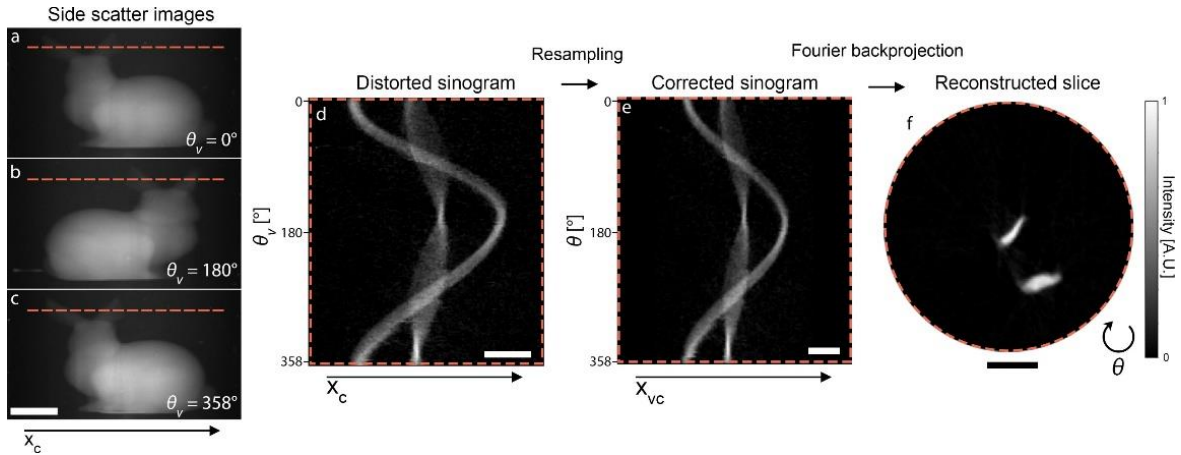 Side scatter images
a
θv = 0°
b
θv = 180°
c
θv = 358°
xc
Resampling
Distorted sinogram
d
0
180
358
θv [°]
xc
Fourier backprojection
Corrected sinogram
e
0
180
358
θ [°]
xvc
Reconstructed slice
f
θ
1
0
Intensity [A.U.]